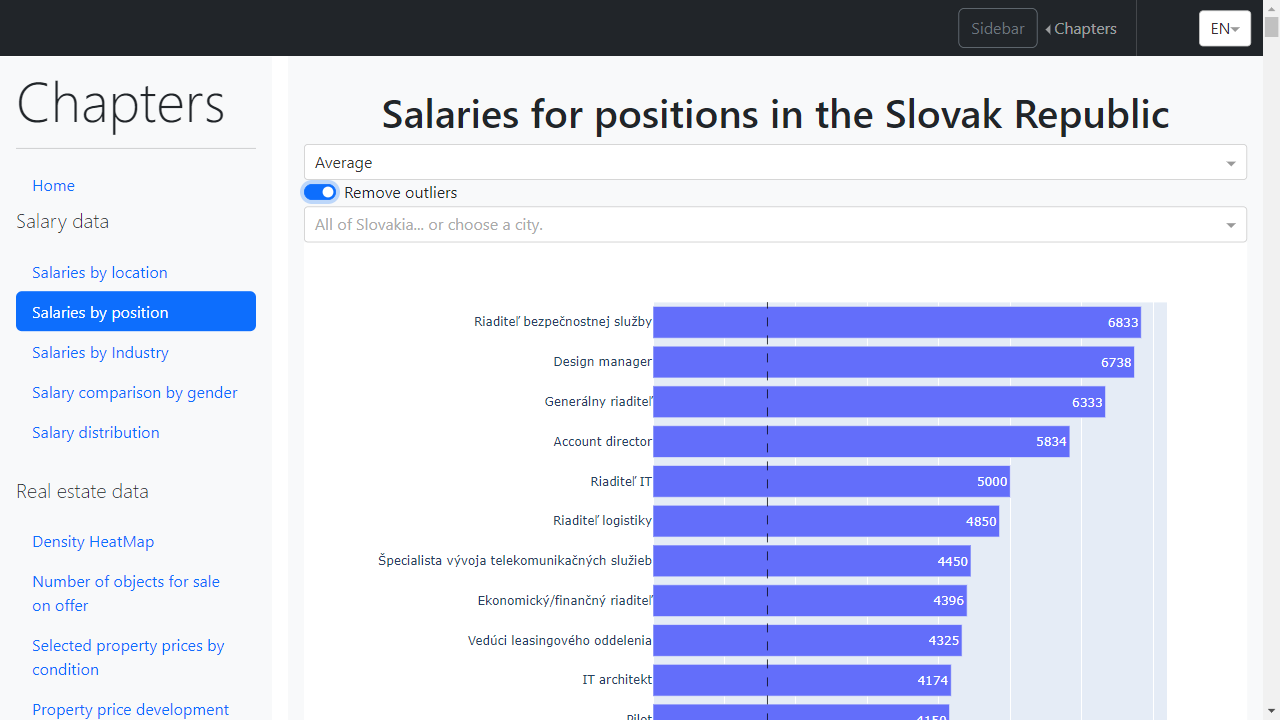 Sidebar
Chapters
EN
Chapters
Home
Salary data
Salaries by location
Salaries by position
Salaries by Industry
Salary comparison by gender
Salary distribution
Real estate data
Density HeatMap
Number of objects for sale
on offer
Selected property prices by
condition
Property price development
Salaries for positions in the Slovak Republic
Average
Remove outliers
All of Slovakia... or choose a city.
Riaditeľ bezpečnostnej služby 6833
Design manager 6738
Generálny riaditeľ 6333
Account director 5834
Riaditeľ IT 5000
Riaditeľ logistiky 4850
Špecialista vývoja telekomunikačných služieb 4450
Ekonomický/finančný riaditeľ 4396
Vedúci leasingového oddelenia 4325
IT architekt 4174
Pilot 4150